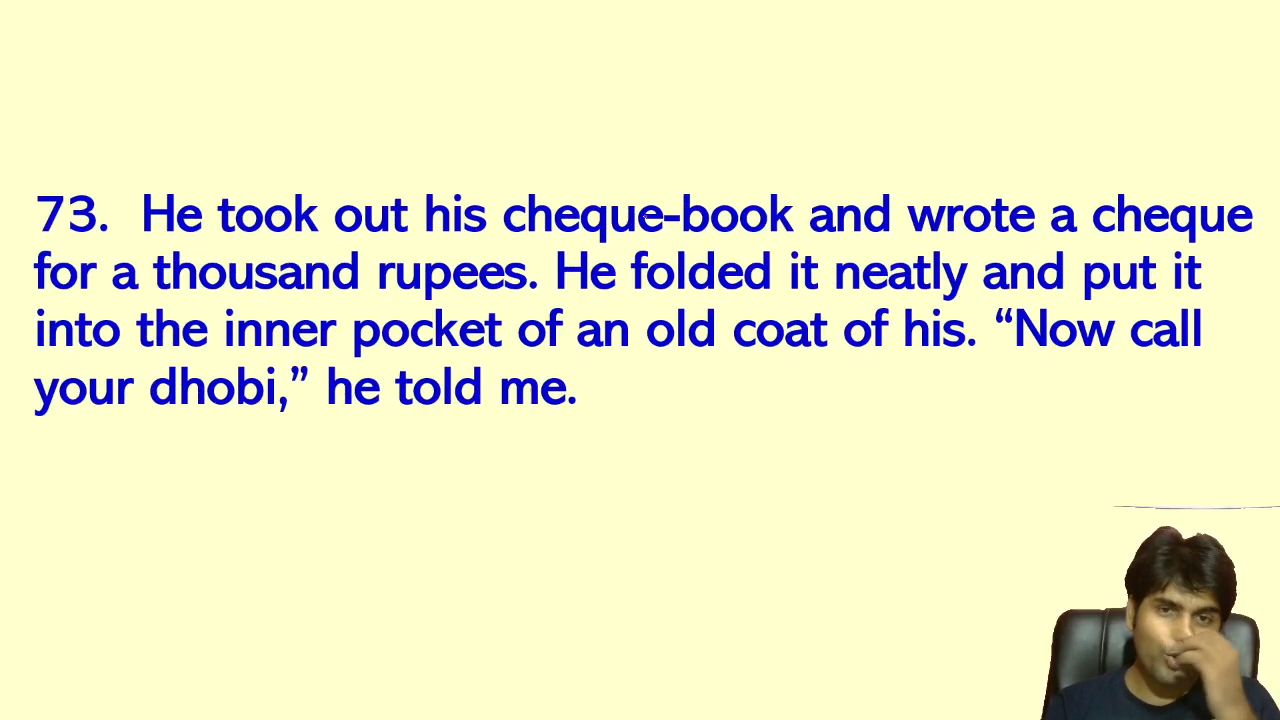 73.  He took out his cheque-book and wrote a cheque
for a thousand rupees. He folded it neatly and put it
into the inner pocket of an old coat of his. “Now call
your dhobi,” he told me.